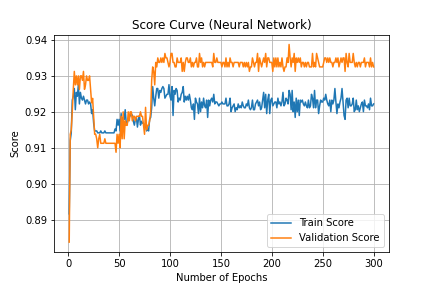 Score Curve (Neural Network)
0.94
0.93
0.92
0.91
0.90
0.89
Score
0
50
100
150
200
250
300
Number of Epochs
Train Score
Validation Score